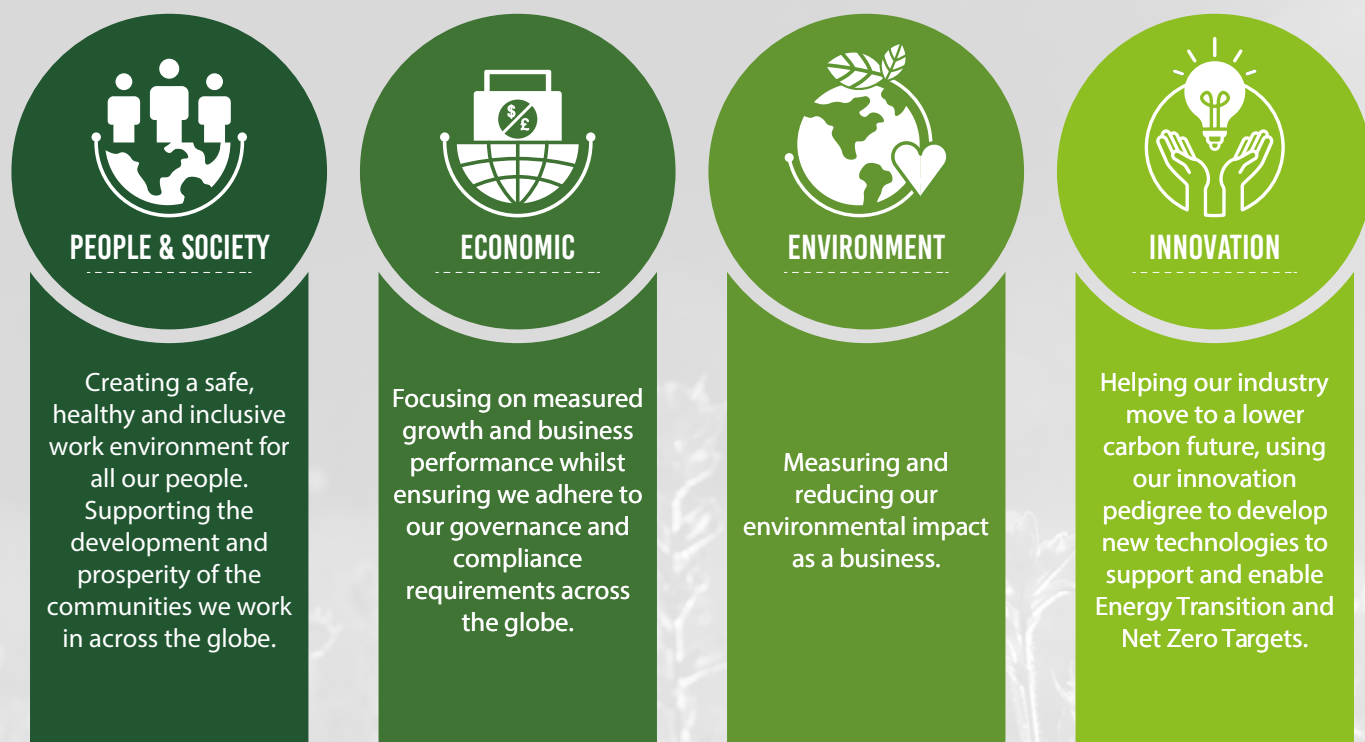 PEOPLE & SOCIETY
Creating a safe,
healthy and inclusive
work environment for
all our people.
Supporting the
development and
prosperity of the
communities we work
in across the globe.
$
£
ECONOMIC
Focusing on measured
growth and business
performance whilst
ensuring we adhere to
our governance and
compliance
requirements across
the globe.
ENVIRONMENT
Measuring and
reducing our
environmental impact
as a business.
INNOVATION
Helping our industry
move to a lower
carbon future, using
our innovation
pedigree to develop
new technologies to
support and enable
Energy Transition and
Net Zero Targets.